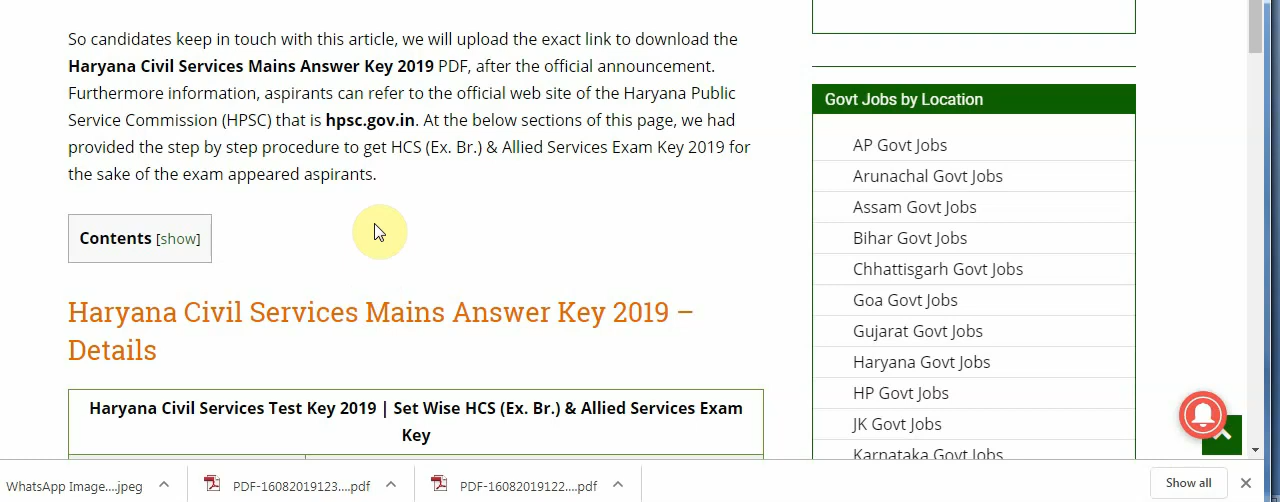 So candidates keep in touch with this article, we will upload the exact link to download the
Haryana Civil Services Mains Answer Key 2019 PDF, after the official announcement.
Furthermore information, aspirants can refer to the official web site of the Haryana Public
Service Commission (HPSC) that is hpsc.gov.in. At the below sections of this page, we had
provided the step by step procedure to get HCS (Ex. Br.) & Allied Services Exam Key 2019 for
the sake of the exam appeared aspirants.
Contents [show]
Haryana Civil Services Mains Answer Key 2019 –
Details
Haryana Civil Services Test Key 2019 | Set Wise HCS (Ex. Br.) & Allied Services Exam
Key
Govt Jobs by Location
AP Govt Jobs
Arunachal Govt Jobs
Assam Govt Jobs
Bihar Govt Jobs
Chhattisgarh Govt Jobs
Goa Govt Jobs
Gujarat Govt Jobs
Haryana Govt Jobs
HP Govt Jobs
JK Govt Jobs
Karnataka Govt Jobs
WhatsApp Image....jpeg
PDF-16082019123....pdf
PDF-16082019122....pdf
Show all